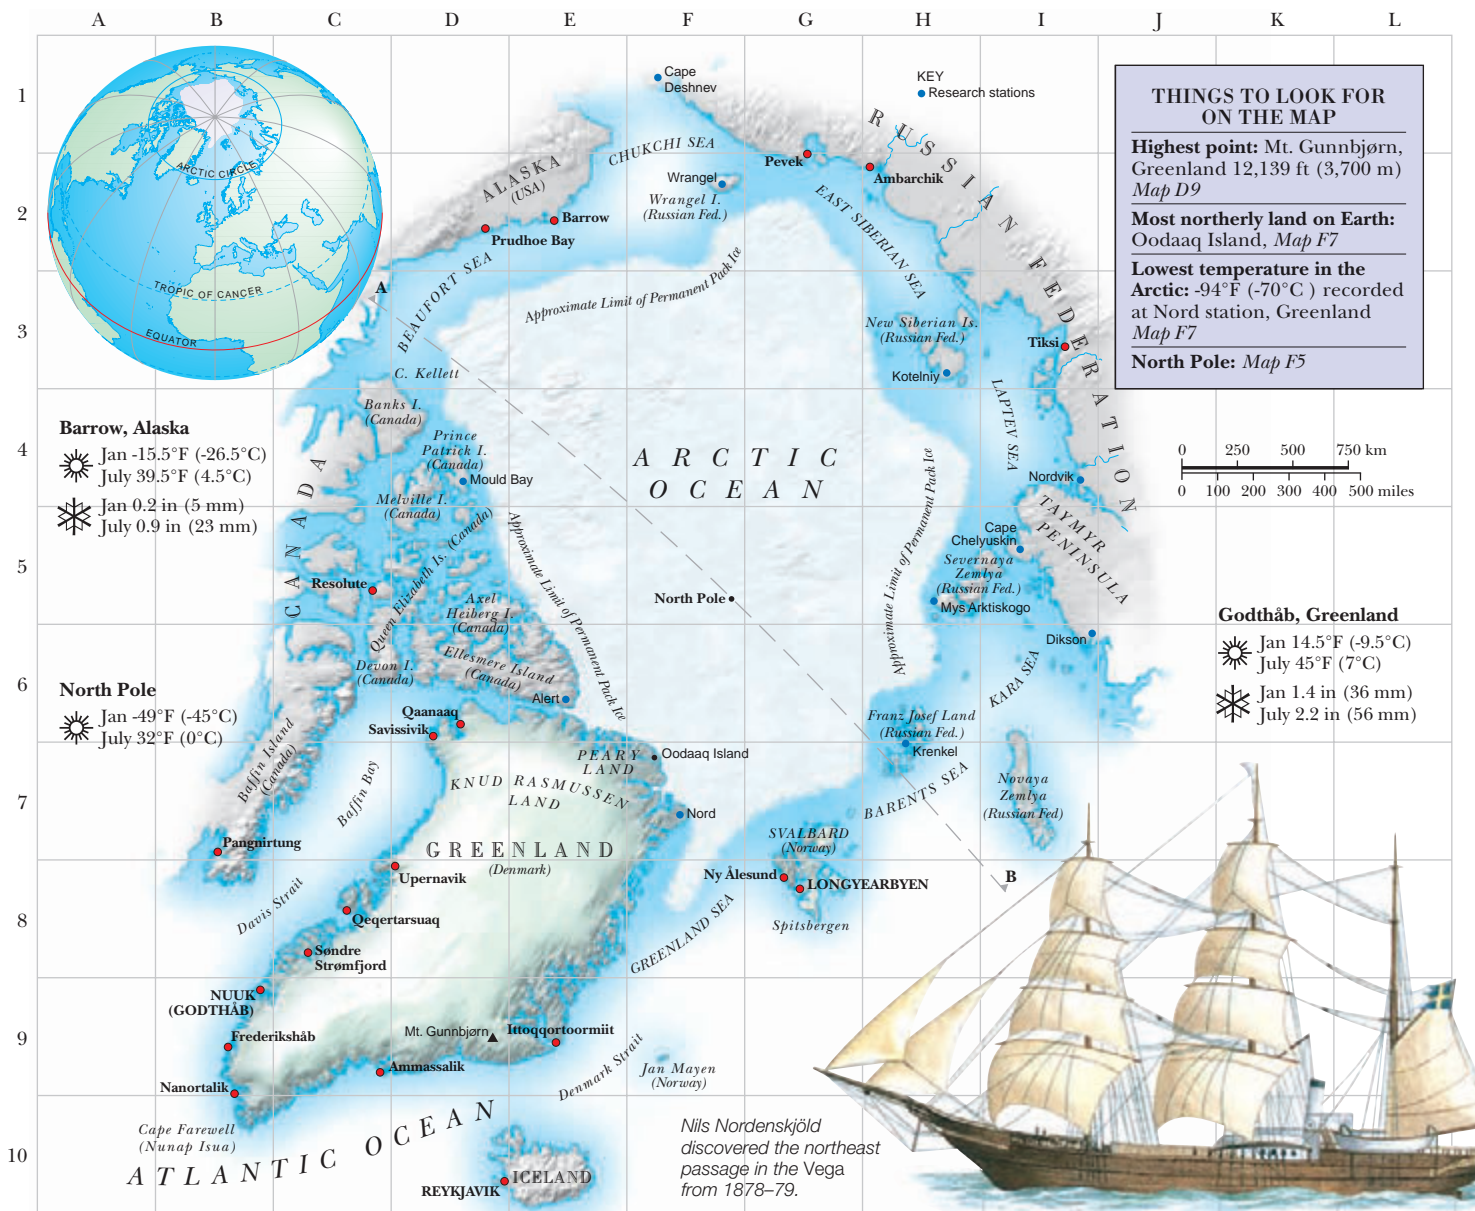 A B C D E F G H I J K L
1
2
3
4
5
6
7
8
9
10
ARCTIC CIRCLE
TROPIC OF CANCER
EQUATOR
KEY
Research stations
THINGS TO LOOK FOR
ON THE MAP
Highest point: Mt. Gunnbjørn,
Greenland 12,139 ft (3,700 m)
Map D9
Most northerly land on Earth:
Oodaaq Island, Map F7
Lowest temperature in the
Arctic: -94°F (-70°C ) recorded
at Nord station, Greenland
Map F7
North Pole: Map F5
Cape
Deshnev
CHUKCHI SEA
ALASKA
(USA)
Wrangel
Wrangel I.
(Russian Fed.)
Pevek
Ambarchik
RUSSIAN FEDERATION
Barrow
Prudhoe Bay
EAST SIBERIAN SEA
BEAUFORT SEA
A
Approximate Limit of Permanent Pack Ice
New Siberian Is.
(Russian Fed.)
Tiksi
Kotelniy
C. Kellett
Banks I.
(Canada)
LAPTEV SEA
Barrow, Alaska
Jan -15.5°F (-26.5°C)
July 39.5°F (4.5°C)
Jan 0.2 in (5 mm)
July 0.9 in (23 mm)
CANADA
Prince
Patrick I.
(Canada)
Mould Bay
Melville I.
(Canada)
ARCTIC
OCEAN
Nordvik
0 250 500 750 km
0 100 200 300 400 500 miles
Approximate Limit of Permanent Pack Ice
Approximate Limit of Permanent Pack Ice
TAYMYR
PENINSULA
Cape
Chelyuskin
Severnaya
Zemlya
(Russian Fed.)
Mys Arktiskogo
Resolute
Queen Elizabeth Is. (Canada)
Axel
Heiberg I.
(Canada)
North Pole
Dikson
Godthåb, Greenland
Jan 14.5°F (-9.5°C)
July 45°F (7°C)
Jan 1.4 in (36 mm)
July 2.2 in (56 mm)
Devon I.
(Canada)
Ellesmere Island
(Canada)
Alert
KARA SEA
North Pole
Jan -49°F (-45°C)
July 32°F (0°C)
Qaanaaq
Savissivik
Franz Josef Land
(Russian Fed.)
Krenkel
Baffin Island
(Canada)
Baffin Bay
PEARY
LAND
Oodaaq Island
KNUD RASMUSSEN
LAND
Nord
BARENTS SEA
Novaya
Zemlya
(Russian Fed)
Pangnirtung
GREENLAND
(Denmark)
SVALBARD
(Norway)
Upernavik
Ny Ålesund
LONGYEARBYEN
B
Davis Strait
Qeqertarsuaq
Spitsbergen
GREENLAND SEA
Søndre
Strømfjord
NUUK
(GODTHÅB)
Frederikshåb
Mt. Gunnbjørn
Ittoqqortoormiit
Ammassalik
Denmark Strait
Jan Mayen
(Norway)
Nanortalik
Cape Farewell
(Nunap Isua)
ATLANTIC OCEAN
ICELAND
REYKJAVIK
Nils Nordenskjöld
discovered the northeast
passage in the Vega
from 1878–79.